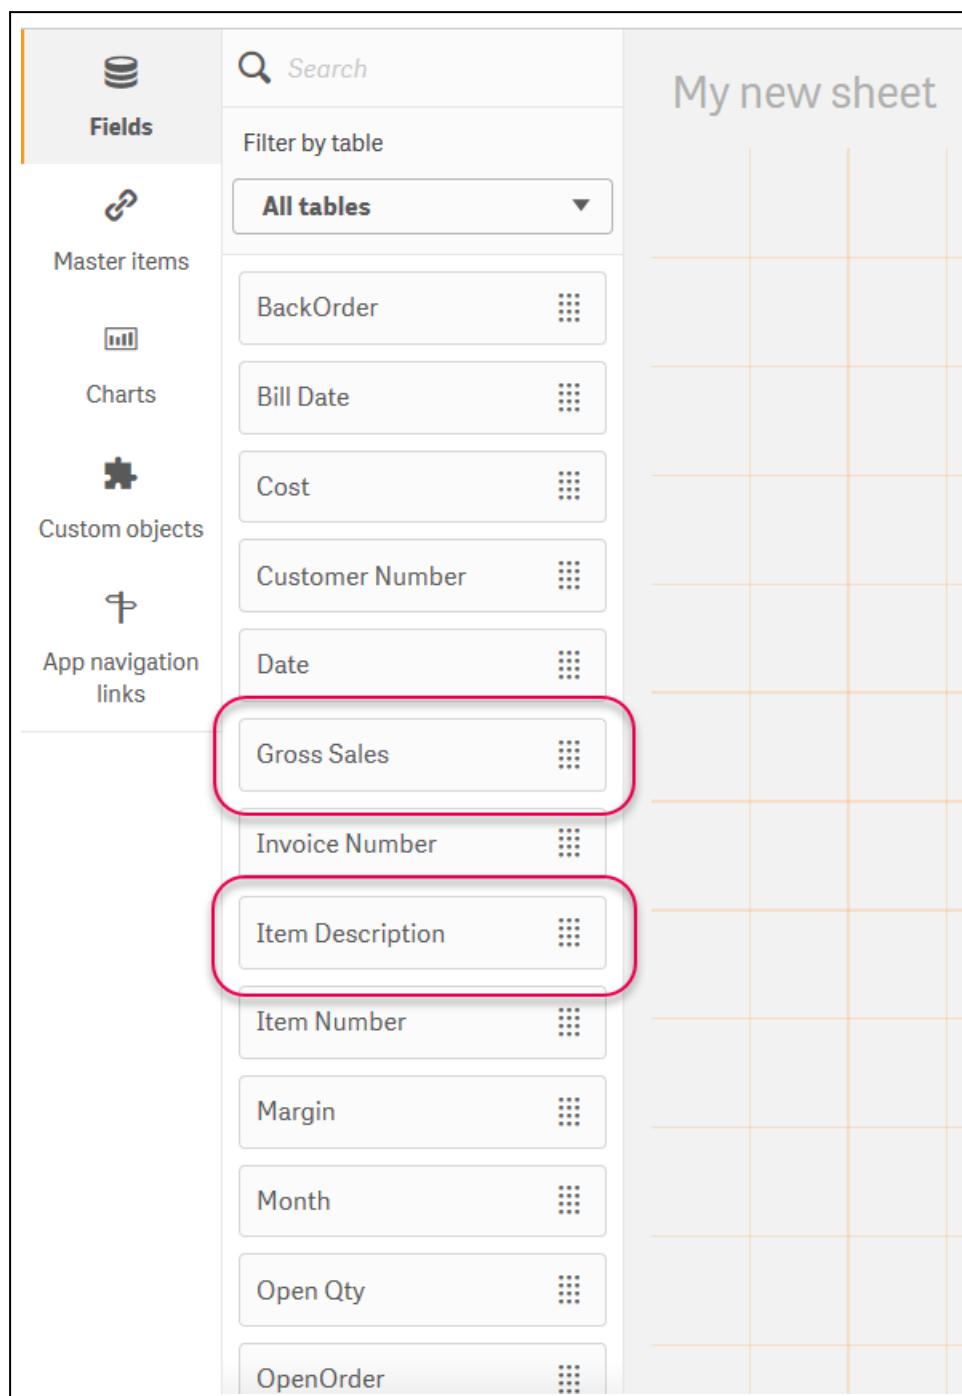 Fields
Master items
Charts
Custom objects
App navigation
links
Search
Filter by table
All tables
BackOrder
Bill Date
Cost
Customer Number
Date
Gross Sales
Invoice Number
Item Description
Item Number
Margin
Month
Open Qty
OpenOrder
My new sheet